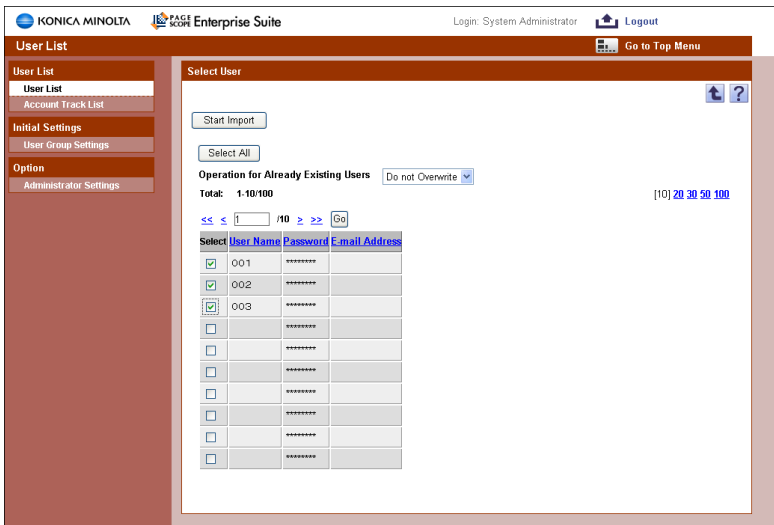 KONICA MINOLTA PAGE SCOPE Enterprise Suite Login: System Administrator Logout
User List Go to Top Menu
User List
User List
Account Track List
Initial Settings
User Group Settings
Option
Administrator Settings
Select User
?
Start Import
Select All
Operation for Already Existing Users Do not Overwrite
Total: 1-10/100 [10] 20 30 50 100
<< < 1 /10 > >> Go
Select User Name Password E-mail Address
001 ********
002 ********
003 ********
********
********
********
********
********
********
********